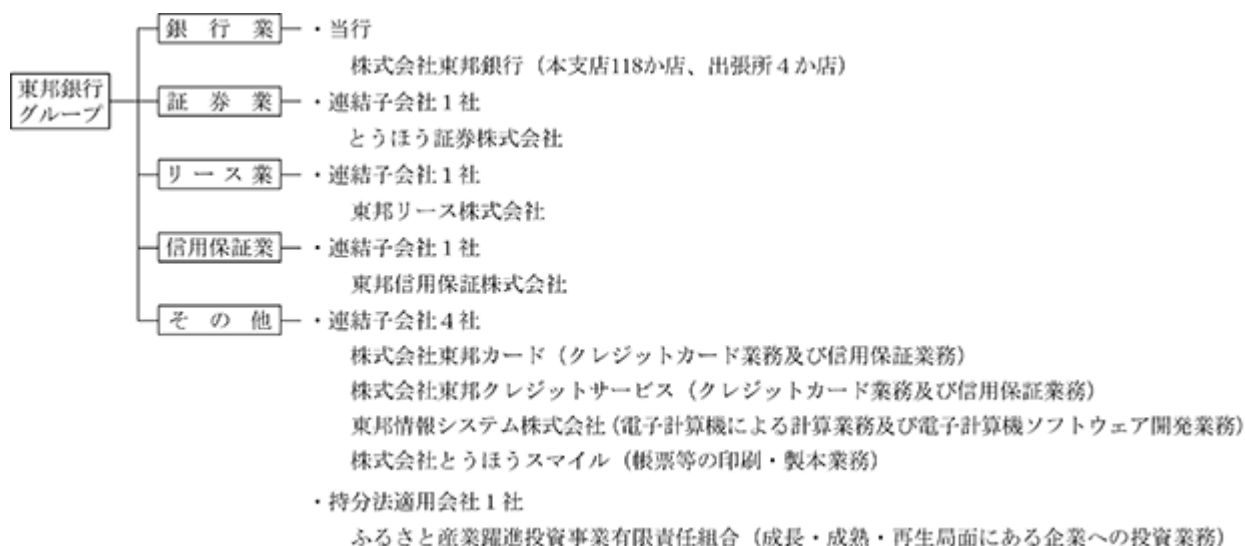 東邦銀行
グループ
銀行業 ・当行
株式会社東邦銀行（本支店118か店、出張所４か店）
証券業 ・連結子会社１社
とうほう証券株式会社
リース業 ・連結子会社１社
東邦リース株式会社
信用保証業 ・連結子会社１社
東邦信用保証株式会社
その他 ・連結子会社４社
株式会社東邦カード（クレジットカード業務及び信用保証業務）
株式会社東邦クレジットサービス（クレジットカード業務及び信用保証業務）
東邦情報システム株式会社（電子計算機による計算業務及び電子計算機ソフトウェア開発業務）
株式会社とうほうスマイル（帳票等の印刷・製本業務）
・持分法適用会社１社
ふるさと産業躍進投資事業有限責任組合（成長・成熟・再生局面にある企業への投資業務）